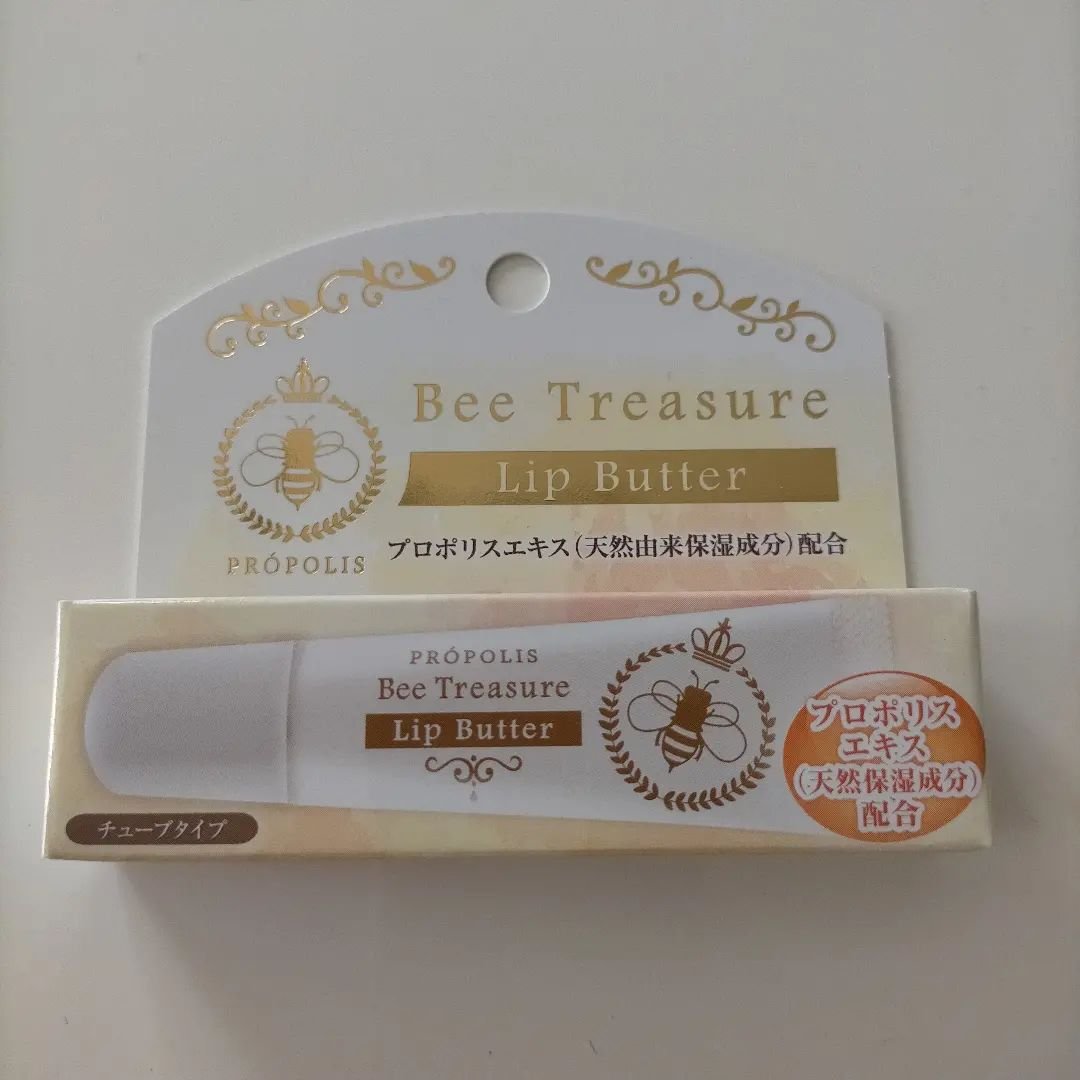 Bee Treasure
Lip Butter
PRÓPOLIS
プロポリスエキス(天然由来保湿成分)配合
PRÓPOLIS
Bee Treasure
Lip Butter
プロポリス
エキス
(天然保湿成分)
配合
チューブタイプ